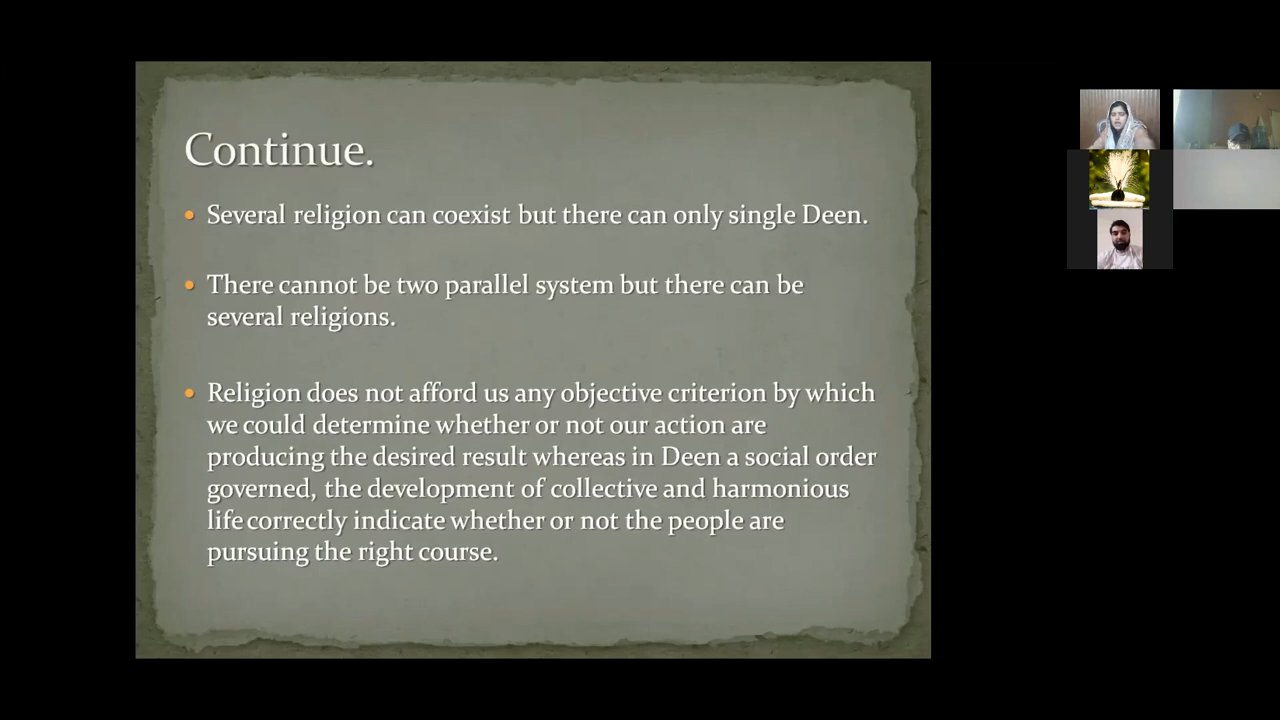 Continue.
Several religion can coexist but there can only single Deen.
There cannot be two parallel system but there can be
several religions.
Religion does not afford us any objective criterion by which
we could determine whether or not our action are
producing the desired result whereas in Deen a social order
governed, the development of collective and harmonious
life correctly indicate whether or not the people are
pursuing the right course.